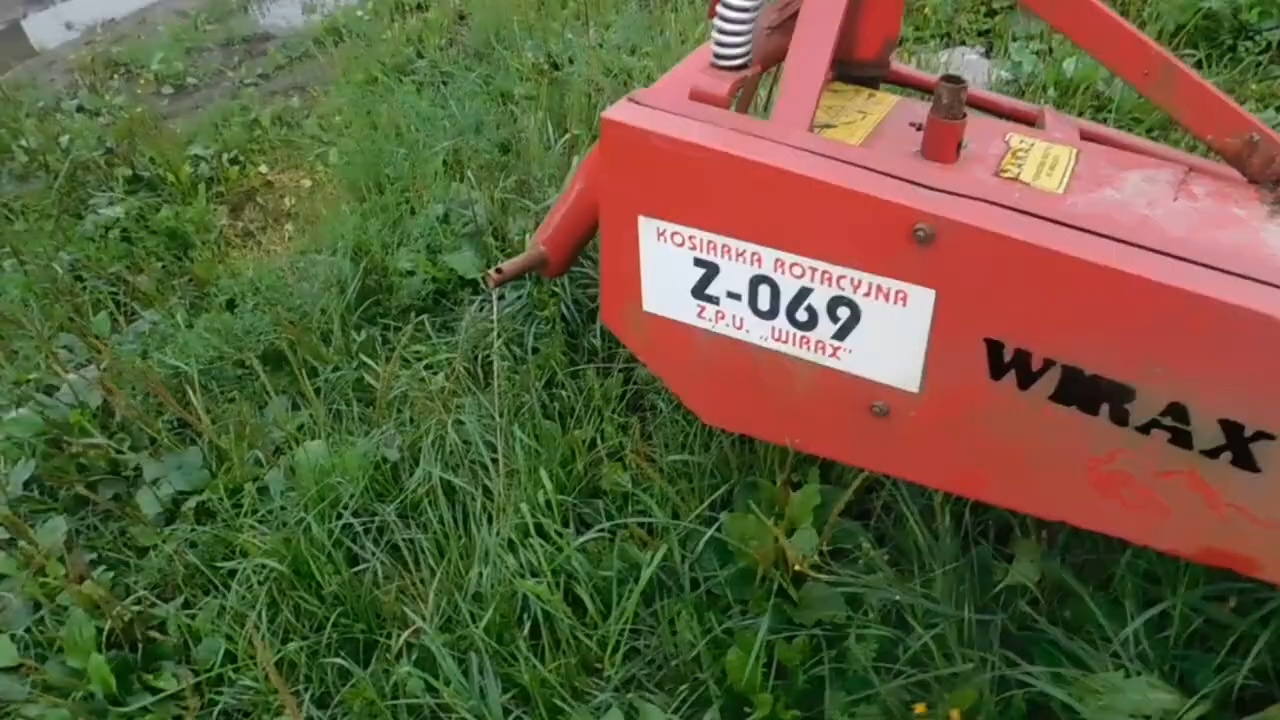 KOSIARKA ROTACYJNA
Z-069
Z.P.U. „WIRAX”
WIRAX